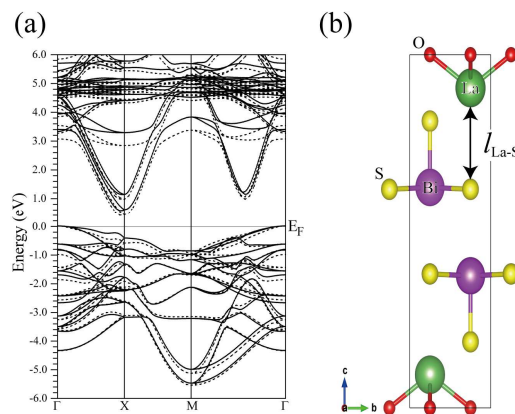 (a)
(b)
6.0
5.0
4.0
3.0
2.0
1.0
0.0
-1.0
-2.0
-3.0
-4.0
-5.0
-6.0
Energy (eV)
E_F
Γ
X
M
Γ
O
La
l_La-S
S
Bi
c
a
b